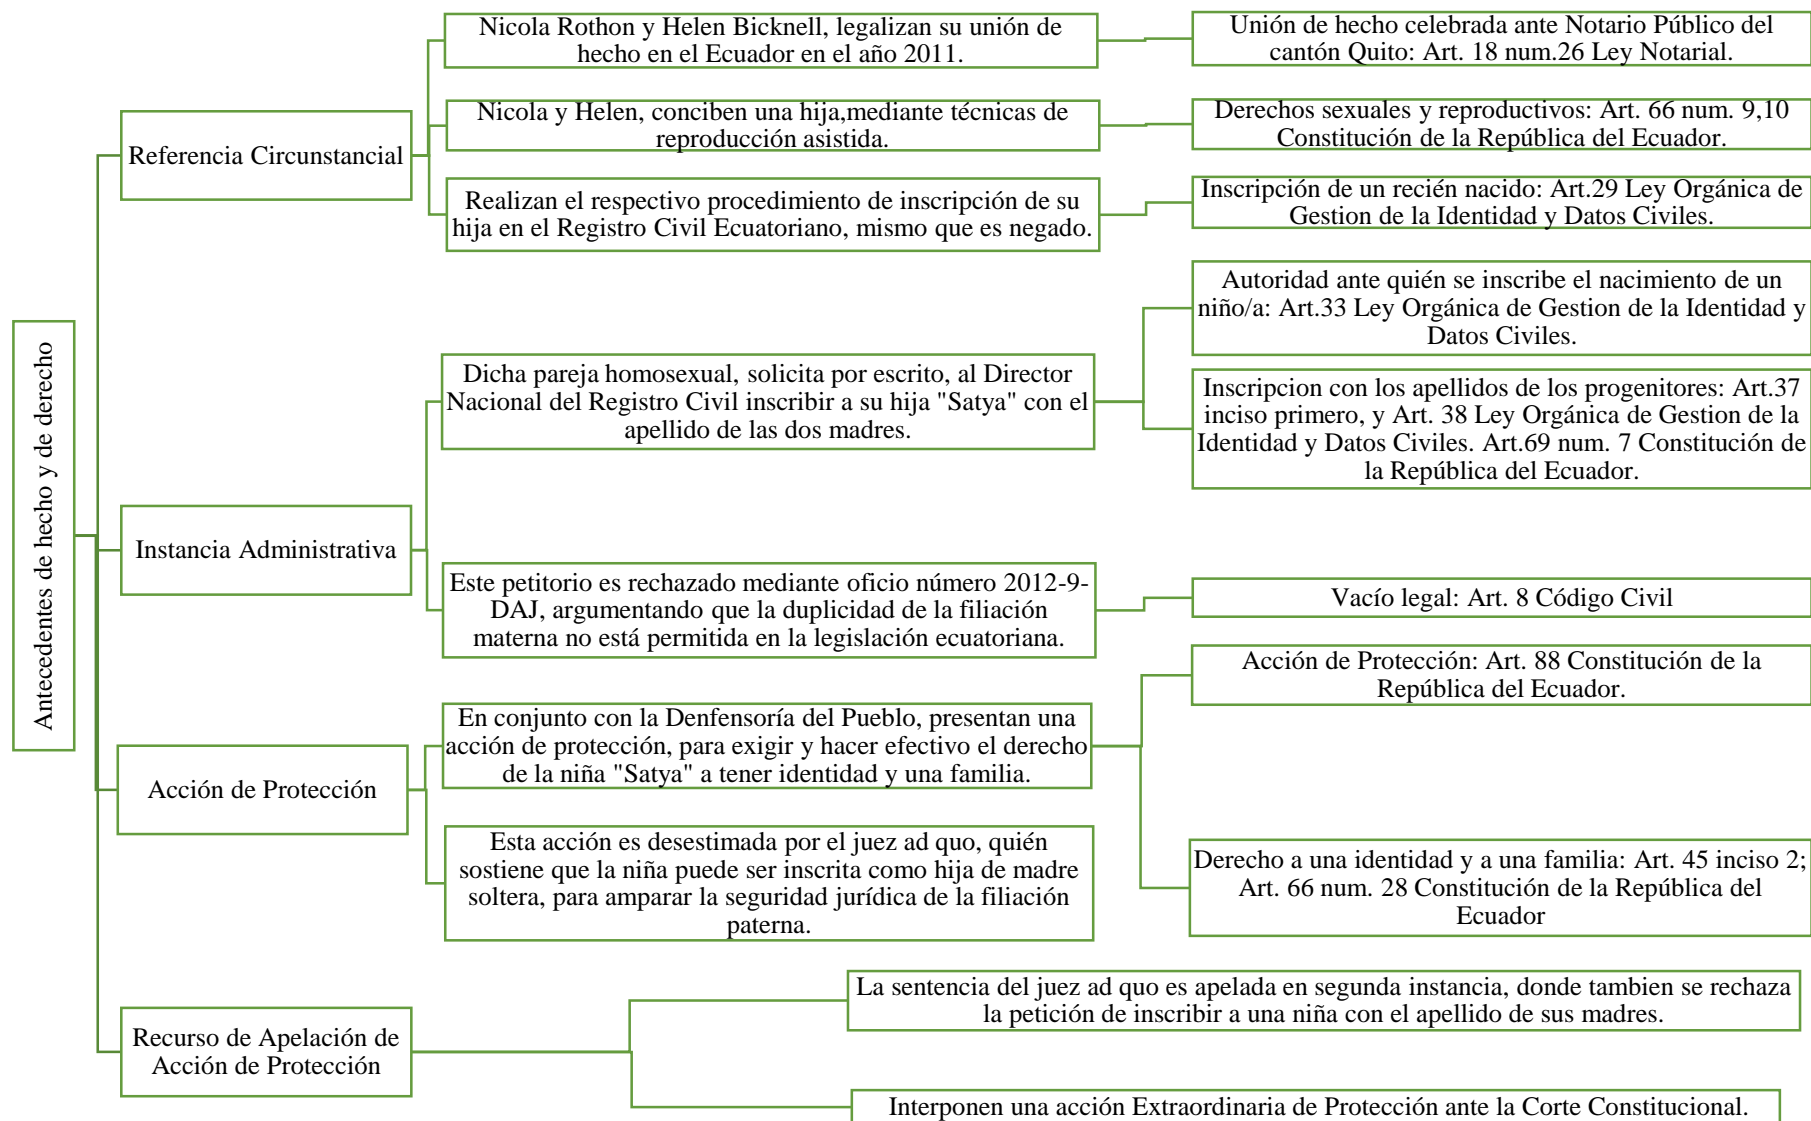 Antecedentes de hecho y de derecho
Referencia Circunstancial
Nicola Rothon y Helen Bicknell, legalizan su unión de
hecho en el Ecuador en el año 2011.
Unión de hecho celebrada ante Notario Público del
cantón Quito: Art. 18 num.26 Ley Notarial.
Nicola y Helen, conciben una hija,mediante técnicas de
reproducción asistida.
Derechos sexuales y reproductivos: Art. 66 num. 9,10
Constitución de la República del Ecuador.
Realizan el respectivo procedimiento de inscripción de su
hija en el Registro Civil Ecuatoriano, mismo que es negado.
Inscripción de un recién nacido: Art.29 Ley Orgánica de
Gestion de la Identidad y Datos Civiles.
Instancia Administrativa
Dicha pareja homosexual, solicita por escrito, al Director
Nacional del Registro Civil inscribir a su hija "Satya" con el
apellido de las dos madres.
Autoridad ante quién se inscribe el nacimiento de un
niño/a: Art.33 Ley Orgánica de Gestion de la Identidad y
Datos Civiles.
Inscripcion con los apellidos de los progenitores: Art.37
inciso primero, y Art. 38 Ley Orgánica de Gestion de la
Identidad y Datos Civiles. Art.69 num. 7 Constitución de
la República del Ecuador.
Este petitorio es rechazado mediante oficio número 2012-9-
DAJ, argumentando que la duplicidad de la filiación
materna no está permitida en la legislación ecuatoriana.
Vacío legal: Art. 8 Código Civil
Acción de Protección
En conjunto con la Denfensoría del Pueblo, presentan una
acción de protección, para exigir y hacer efectivo el derecho
de la niña "Satya" a tener identidad y una familia.
Acción de Protección: Art. 88 Constitución de la
República del Ecuador.
Derecho a una identidad y a una familia: Art. 45 inciso 2;
Art. 66 num. 28 Constitución de la República del
Ecuador
Esta acción es desestimada por el juez ad quo, quién
sostiene que la niña puede ser inscrita como hija de madre
soltera, para amparar la seguridad jurídica de la filiación
paterna.
Recurso de Apelación de
Acción de Protección
La sentencia del juez ad quo es apelada en segunda instancia, donde tambien se rechaza
la petición de inscribir a una niña con el apellido de sus madres.
Interponen una acción Extraordinaria de Protección ante la Corte Constitucional.